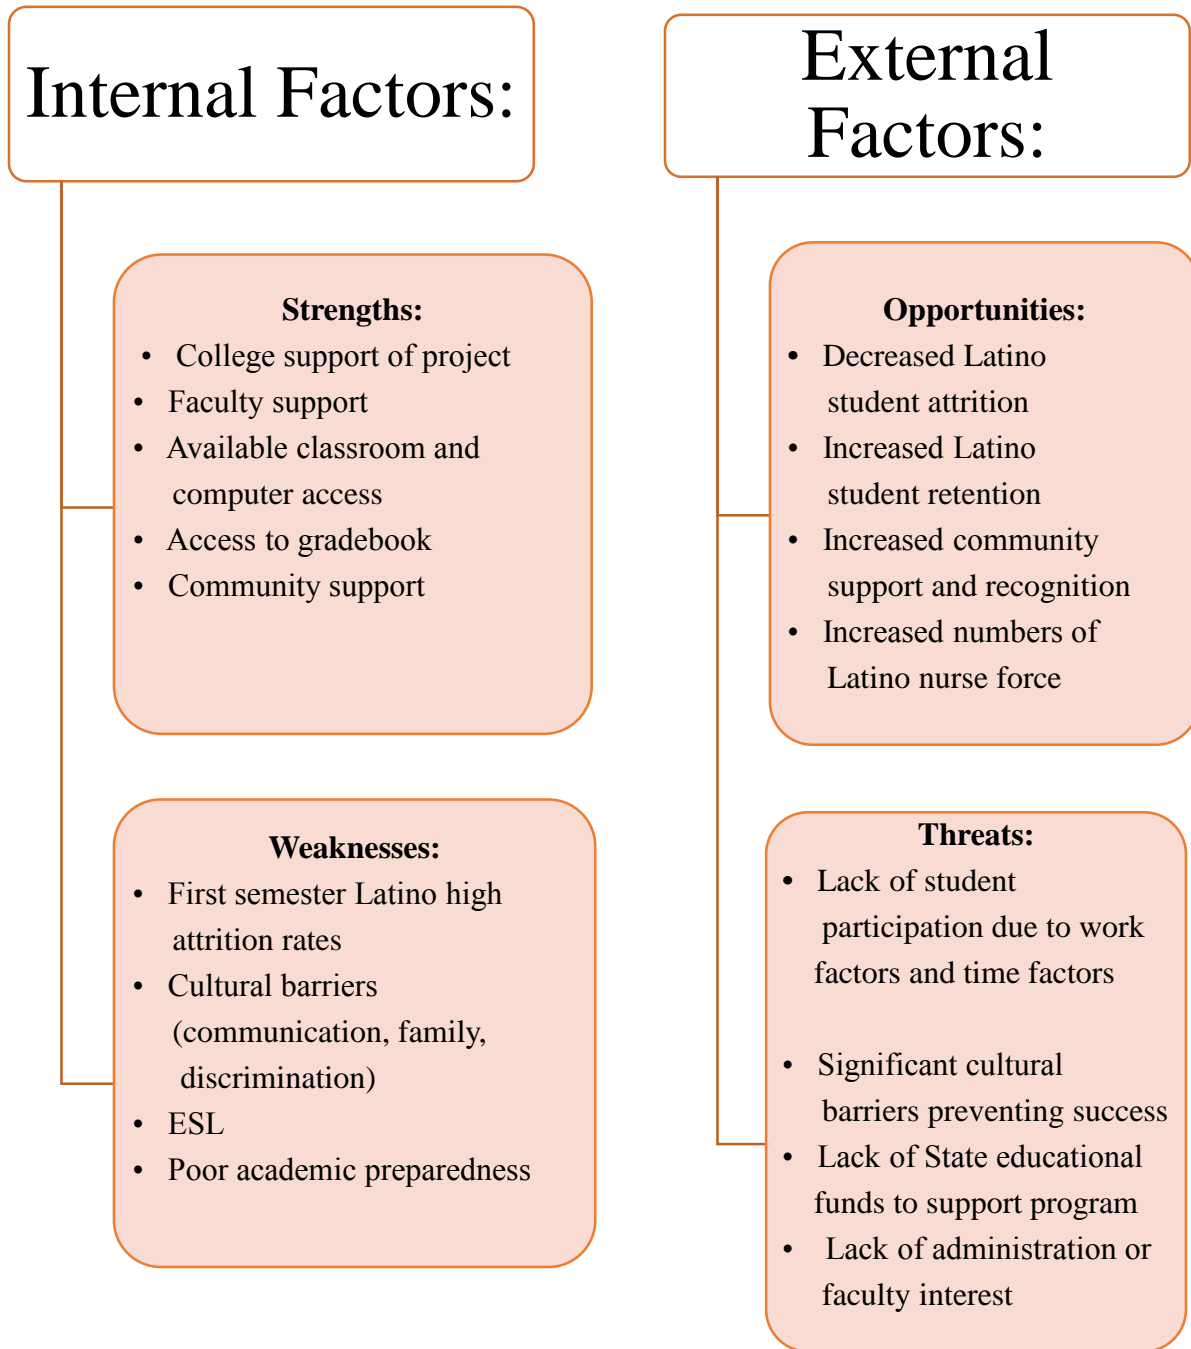 Internal Factors:
Strengths:
• College support of project
• Faculty support
• Available classroom and
computer access
• Access to gradebook
• Community support
Weaknesses:
• First semester Latino high
attrition rates
• Cultural barriers
(communication, family,
discrimination)
• ESL
• Poor academic preparedness
External
Factors:
Opportunities:
• Decreased Latino
student attrition
• Increased Latino
student retention
• Increased community
support and recognition
• Increased numbers of
Latino nurse force
Threats:
• Lack of student
participation due to work
factors and time factors
• Significant cultural
barriers preventing success
• Lack of State educational
funds to support program
• Lack of administration or
faculty interest